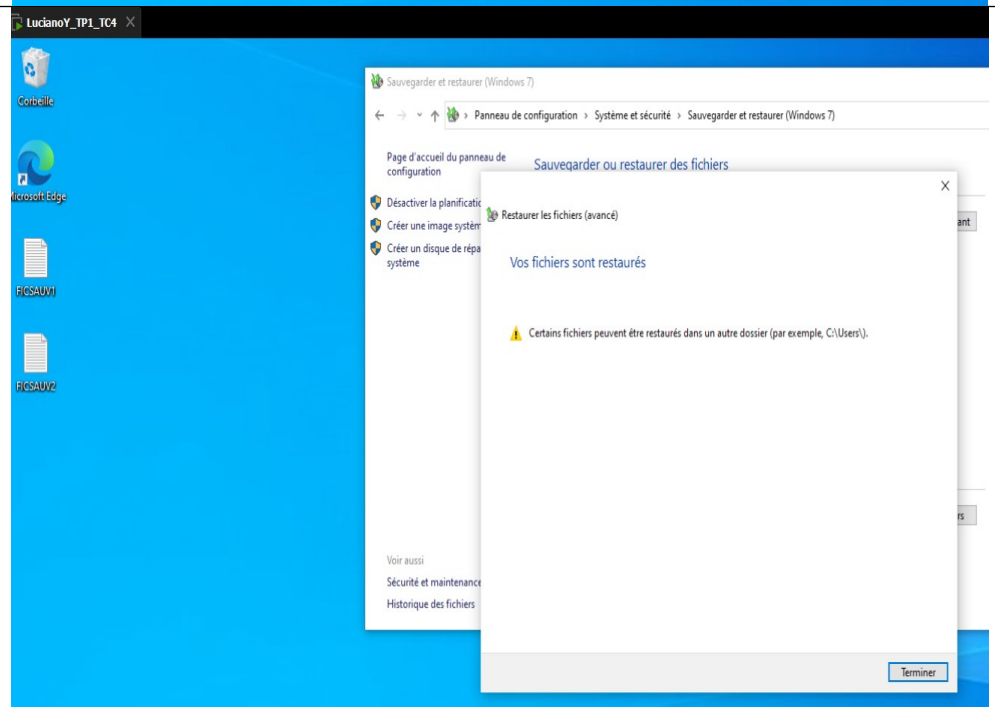 LucianoY_TP1_TC4
Corbeille
Microsoft Edge
FICSAUV1
FICSAUV2
Sauvegarder et restaurer (Windows 7)
Panneau de configuration › Système et sécurité › Sauvegarder et restaurer (Windows 7)
Page d'accueil du panneau de
configuration
Sauvegarder ou restaurer des fichiers
Désactiver la planificatic
Créer une image systèm
Créer un disque de répa
système
ant
Restaurer les fichiers (avancé)
Vos fichiers sont restaurés
Certains fichiers peuvent être restaurés dans un autre dossier (par exemple, C:\Users\).
rs
Voir aussi
Sécurité et maintenance
Historique des fichiers
Terminer